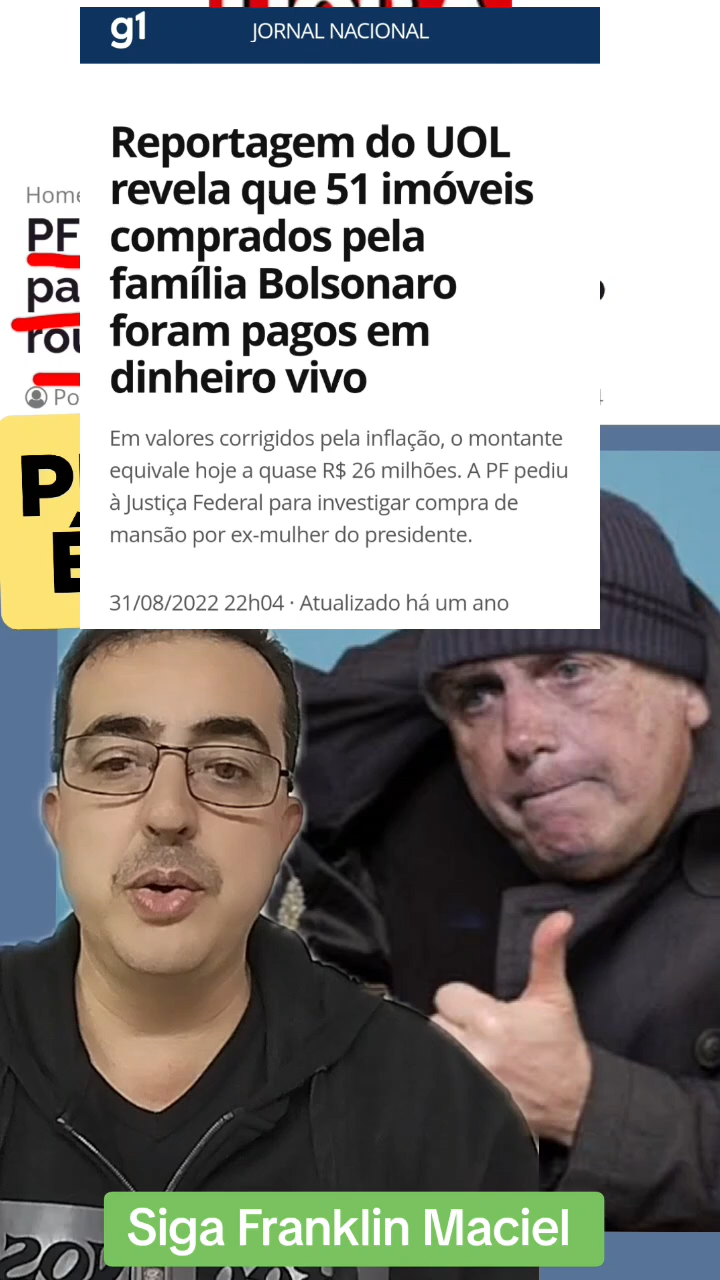 g1
JORNAL NACIONAL
Reportagem do UOL
revela que 51 imóveis
comprados pela
família Bolsonaro
foram pagos em
dinheiro vivo
Em valores corrigidos pela inflação, o montante
equivale hoje a quase R$ 26 milhões. A PF pediu
à Justiça Federal para investigar compra de
mansão por ex-mulher do presidente.
31/08/2022 22h04 · Atualizado há um ano
Home
PF
Siga Franklin Maciel